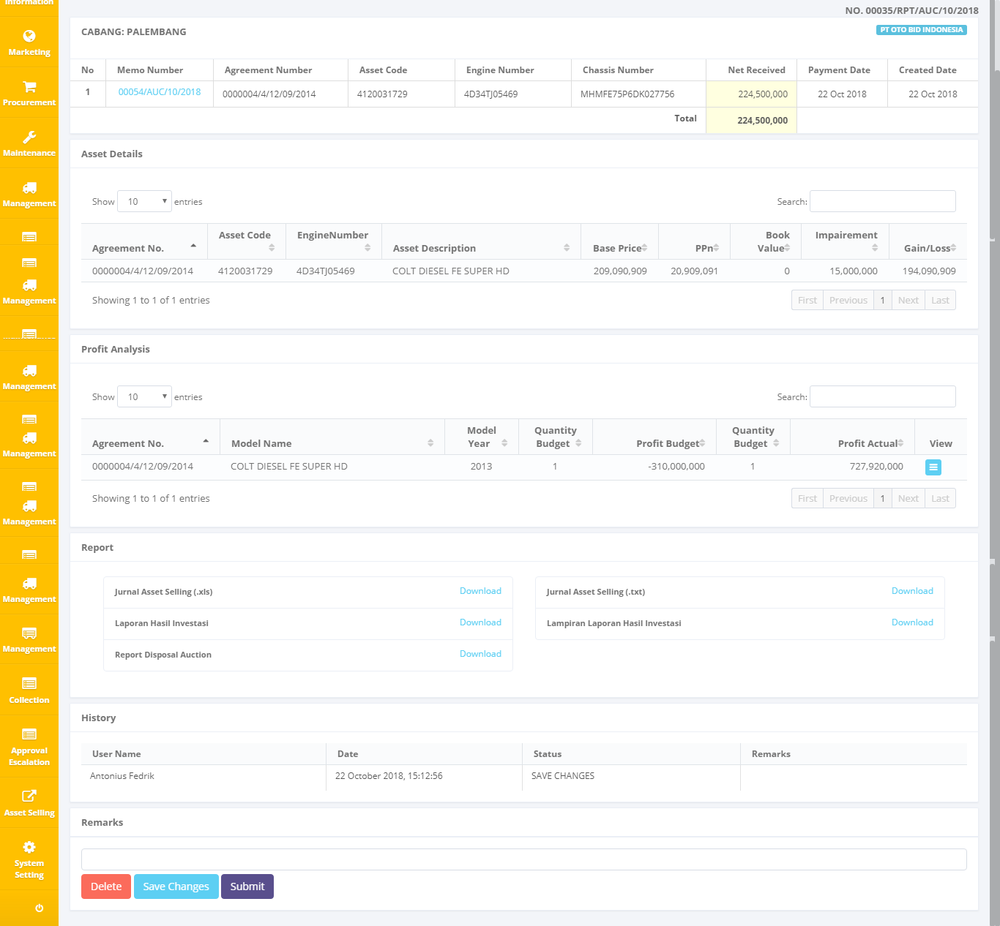 Information
Marketing
Procurement
Maintenance
Management
Management
Management
Management
Management
Management
Management
Collection
Approval
Escalation
Asset Selling
System
Setting
NO. 00035/RPT/AUC/10/2018
CABANG: PALEMBANG
PT OTO BID INDONESIA
No Memo Number Agreement Number Asset Code Engine Number Chassis Number Net Received Payment Date Created Date
1 00054/AUC/10/2018 0000004/4/12/09/2014 4120031729 4D34TJ05469 MHMFE75P6DK027756 224,500,000 22 Oct 2018 22 Oct 2018
Total 224,500,000
Asset Details
Show 10 entries Search:
Agreement No. Asset Code EngineNumber Asset Description Base Price PPn Book Value Impairement Gain/Loss
0000004/4/12/09/2014 4120031729 4D34TJ05469 COLT DIESEL FE SUPER HD 209,090,909 20,909,091 0 15,000,000 194,090,909
Showing 1 to 1 of 1 entries First Previous 1 Next Last
Profit Analysis
Show 10 entries Search:
Agreement No. Model Name Model Year Quantity Budget Profit Budget Quantity Budget Profit Actual View
0000004/4/12/09/2014 COLT DIESEL FE SUPER HD 2013 1 -310,000,000 1 727,920,000
Showing 1 to 1 of 1 entries First Previous 1 Next Last
Report
Jurnal Asset Selling (.xls) Download
Laporan Hasil Investasi Download
Report Disposal Auction Download
Jurnal Asset Selling (.txt) Download
Lampiran Laporan Hasil Investasi Download
History
User Name Date Status Remarks
Antonius Fedrik 22 October 2018, 15:12:56 SAVE CHANGES
Remarks
Delete Save Changes Submit